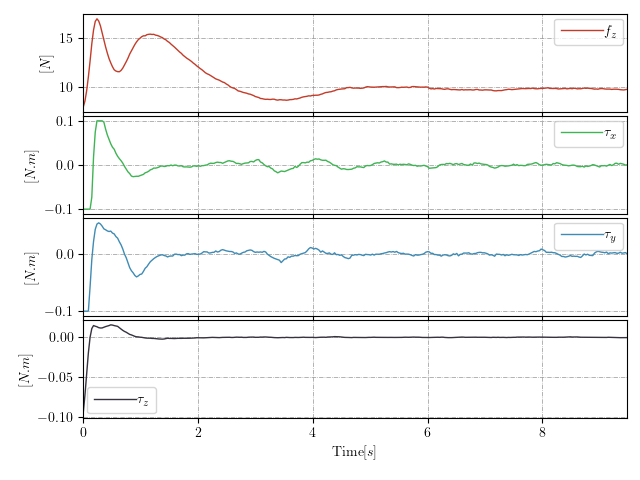 15
10
[N]
f_z
0.1
0.0
−0.1
[N.m]
τ_x
0.0
−0.1
[N.m]
τ_y
0.00
−0.05
−0.10
[N.m]
τ_z
0 2 4 6 8
Time[s]